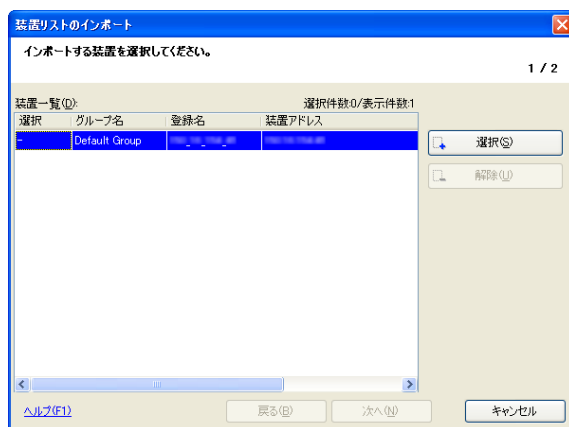 装置リストのインポート
インポートする装置を選択してください。
1 / 2
装置一覧(D):
選択件数:0/表示件数:1
選択 グループ名 登録名 装置アドレス
- Default Group
選択(S)
解除(U)
ヘルプ(F1)
戻る(B)
次へ(N)
キャンセル